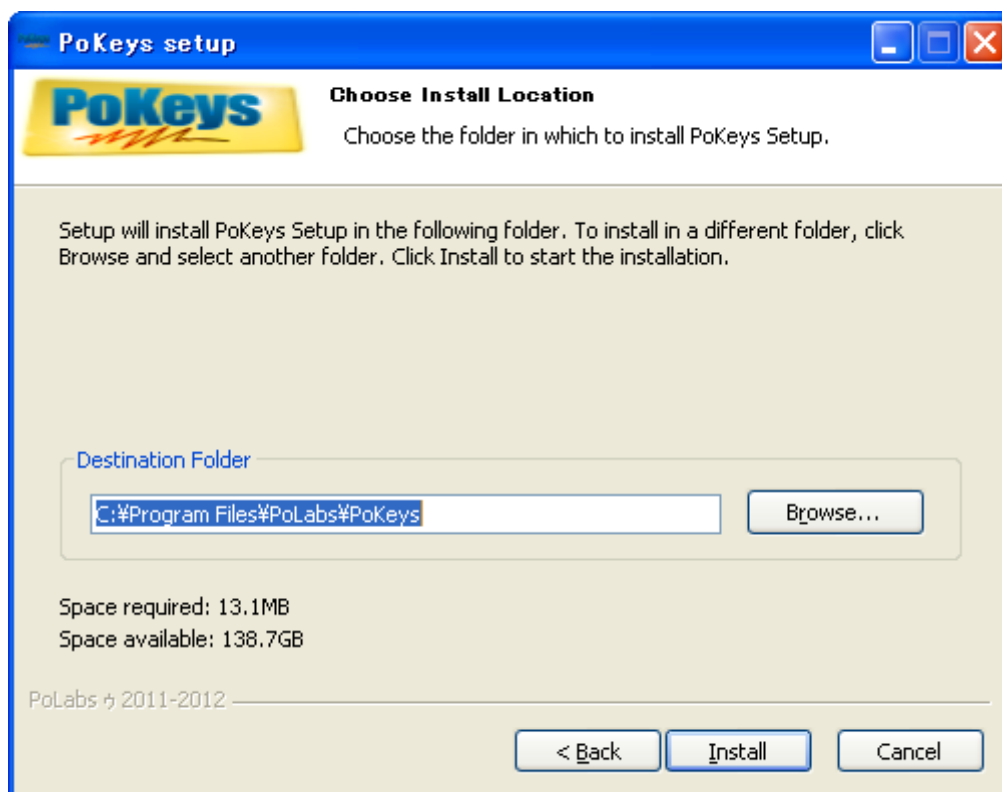 PoKeys setup
PoKeys
Choose Install Location
Choose the folder in which to install PoKeys Setup.
Setup will install PoKeys Setup in the following folder. To install in a different folder, click
Browse and select another folder. Click Install to start the installation.
Destination Folder
C:¥Program Files¥PoLabs¥PoKeys
Browse...
Space required: 13.1MB
Space available: 138.7GB
PoLabs ゥ 2011-2012
< Back
Install
Cancel